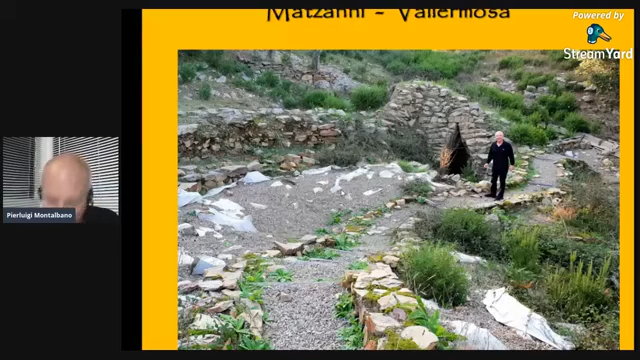 Matzanni - Vallermosa
Powered by
StreamYard
Pierluigi Montalbano